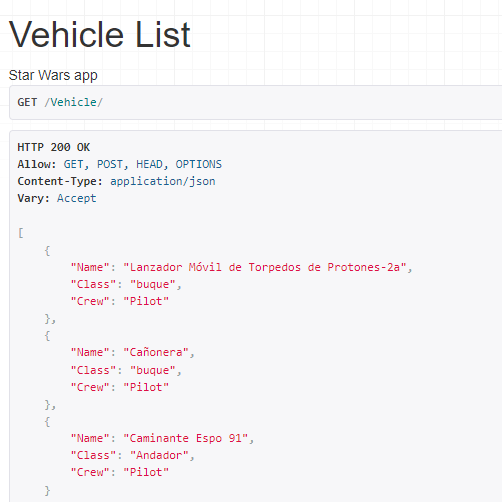 Vehicle List
Star Wars app
GET /Vehicle/
HTTP 200 OK
Allow: GET, POST, HEAD, OPTIONS
Content-Type: application/json
Vary: Accept
[
{
"Name": "Lanzador Móvil de Torpedos de Protones-2a",
"Class": "buque",
"Crew": "Pilot"
},
{
"Name": "Cañonera",
"Class": "buque",
"Crew": "Pilot"
},
{
"Name": "Caminante Espo 91",
"Class": "Andador",
"Crew": "Pilot"
}